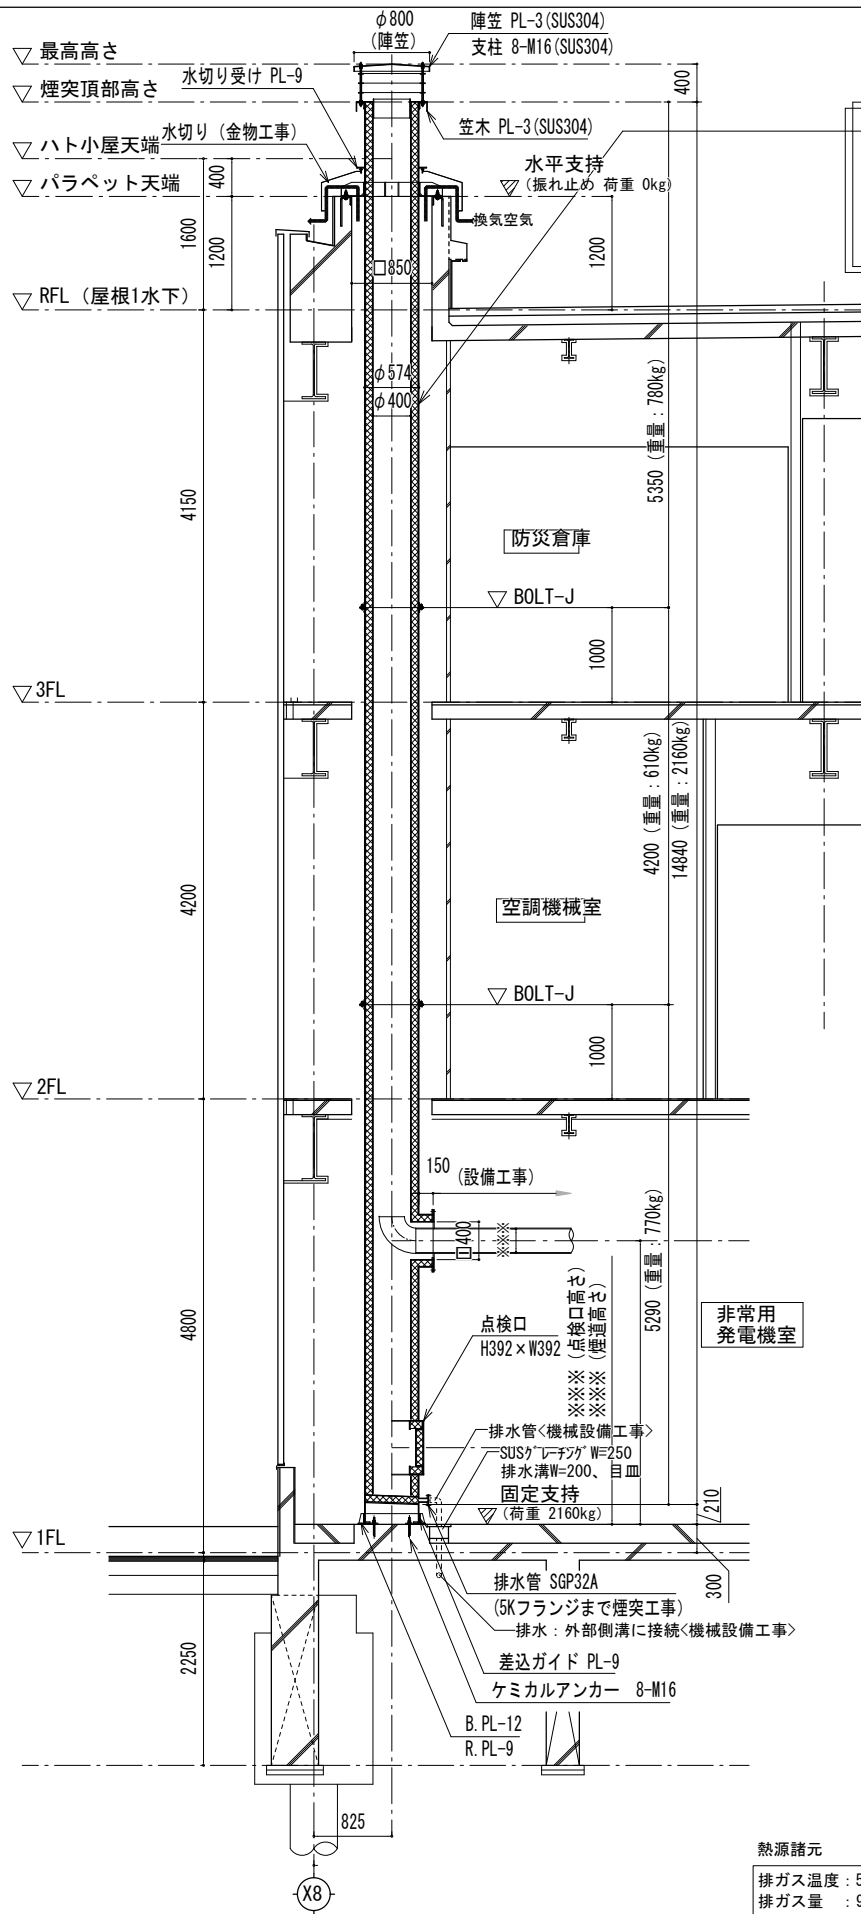 φ800
(陣笠)
陣笠 PL-3(SUS304)
支柱 8-M16(SUS304)
最高高さ
水切り受け PL-9
400
煙突頂部高さ
水切り（金物工事）
笠木 PL-3(SUS304)
ハト小屋天端
水平支持
(振れ止め 荷重 0kg)
400
パラペット天端
換気空気
1600
1200
1200
□850
RFL（屋根1水下）
φ574
φ400
5350（重量：780kg）
4150
防災倉庫
BOLT-J
1000
3FL
4200（重量：610kg）
14840（重量：2160kg）
4200
空調機械室
BOLT-J
1000
2FL
150
(設備工事)
□400
※※※
5290（重量：770kg）
※※※※（点検口高さ）
※※※※（煙道高さ）
非常用
発電機室
4800
点検口
H392×W392
排水管<機械設備工事>
SUSグレーチング W=250
排水溝W=200、目皿
固定支持
(荷重 2160kg)
210
1FL
300
排水管 SGP32A
(5Kフランジまで煙突工事)
排水：外部側溝に接続<機械設備工事>
差込ガイド PL-9
ケミカルアンカー 8-M16
2250
B.PL-12
R.PL-9
825
X8
熱源諸元
排ガス温度：5
排ガス量 ：9